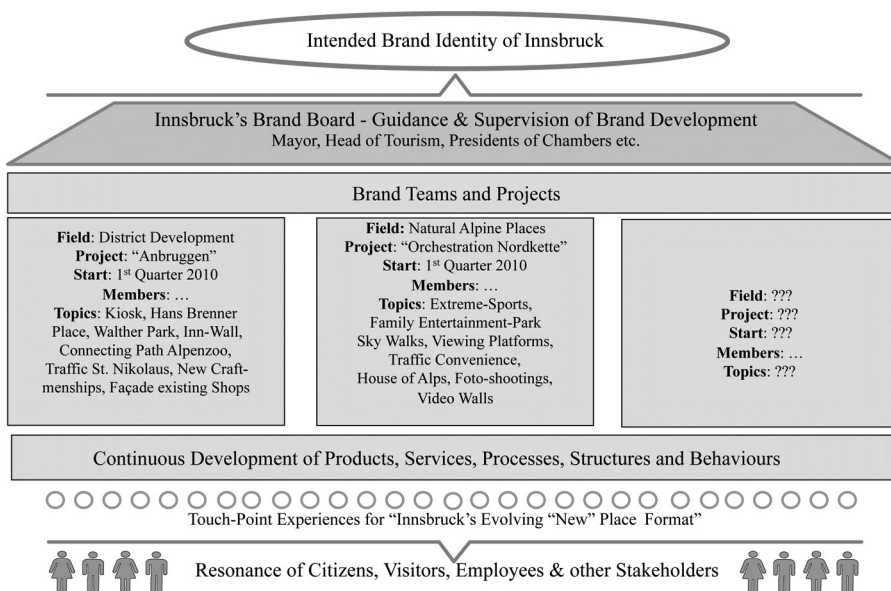 Intended Brand Identity of Innsbruck
Innsbruck's Brand Board - Guidance & Supervision of Brand Development
Mayor, Head of Tourism, Presidents of Chambers etc.
Brand Teams and Projects
Field: District Development
Project: “Anbruggen”
Start: 1st Quarter 2010
Members: …
Topics: Kiosk, Hans Brenner
Place, Walther Park, Inn-Wall,
Connecting Path Alpenzoo,
Traffic St. Nikolaus, New Craft-
menships, Façade existing Shops
Field: Natural Alpine Places
Project: “Orchestration Nordkette”
Start: 1st Quarter 2010
Members: …
Topics: Extreme-Sports,
Family Entertainment-Park
Sky Walks, Viewing Platforms,
Traffic Convenience,
House of Alps, Foto-shootings,
Video Walls
Field: ???
Project: ???
Start: ???
Members: …
Topics: ???
Continuous Development of Products, Services, Processes, Structures and Behaviours
Touch-Point Experiences for “Innsbruck's Evolving “New” Place Format”
Resonance of Citizens, Visitors, Employees & other Stakeholders